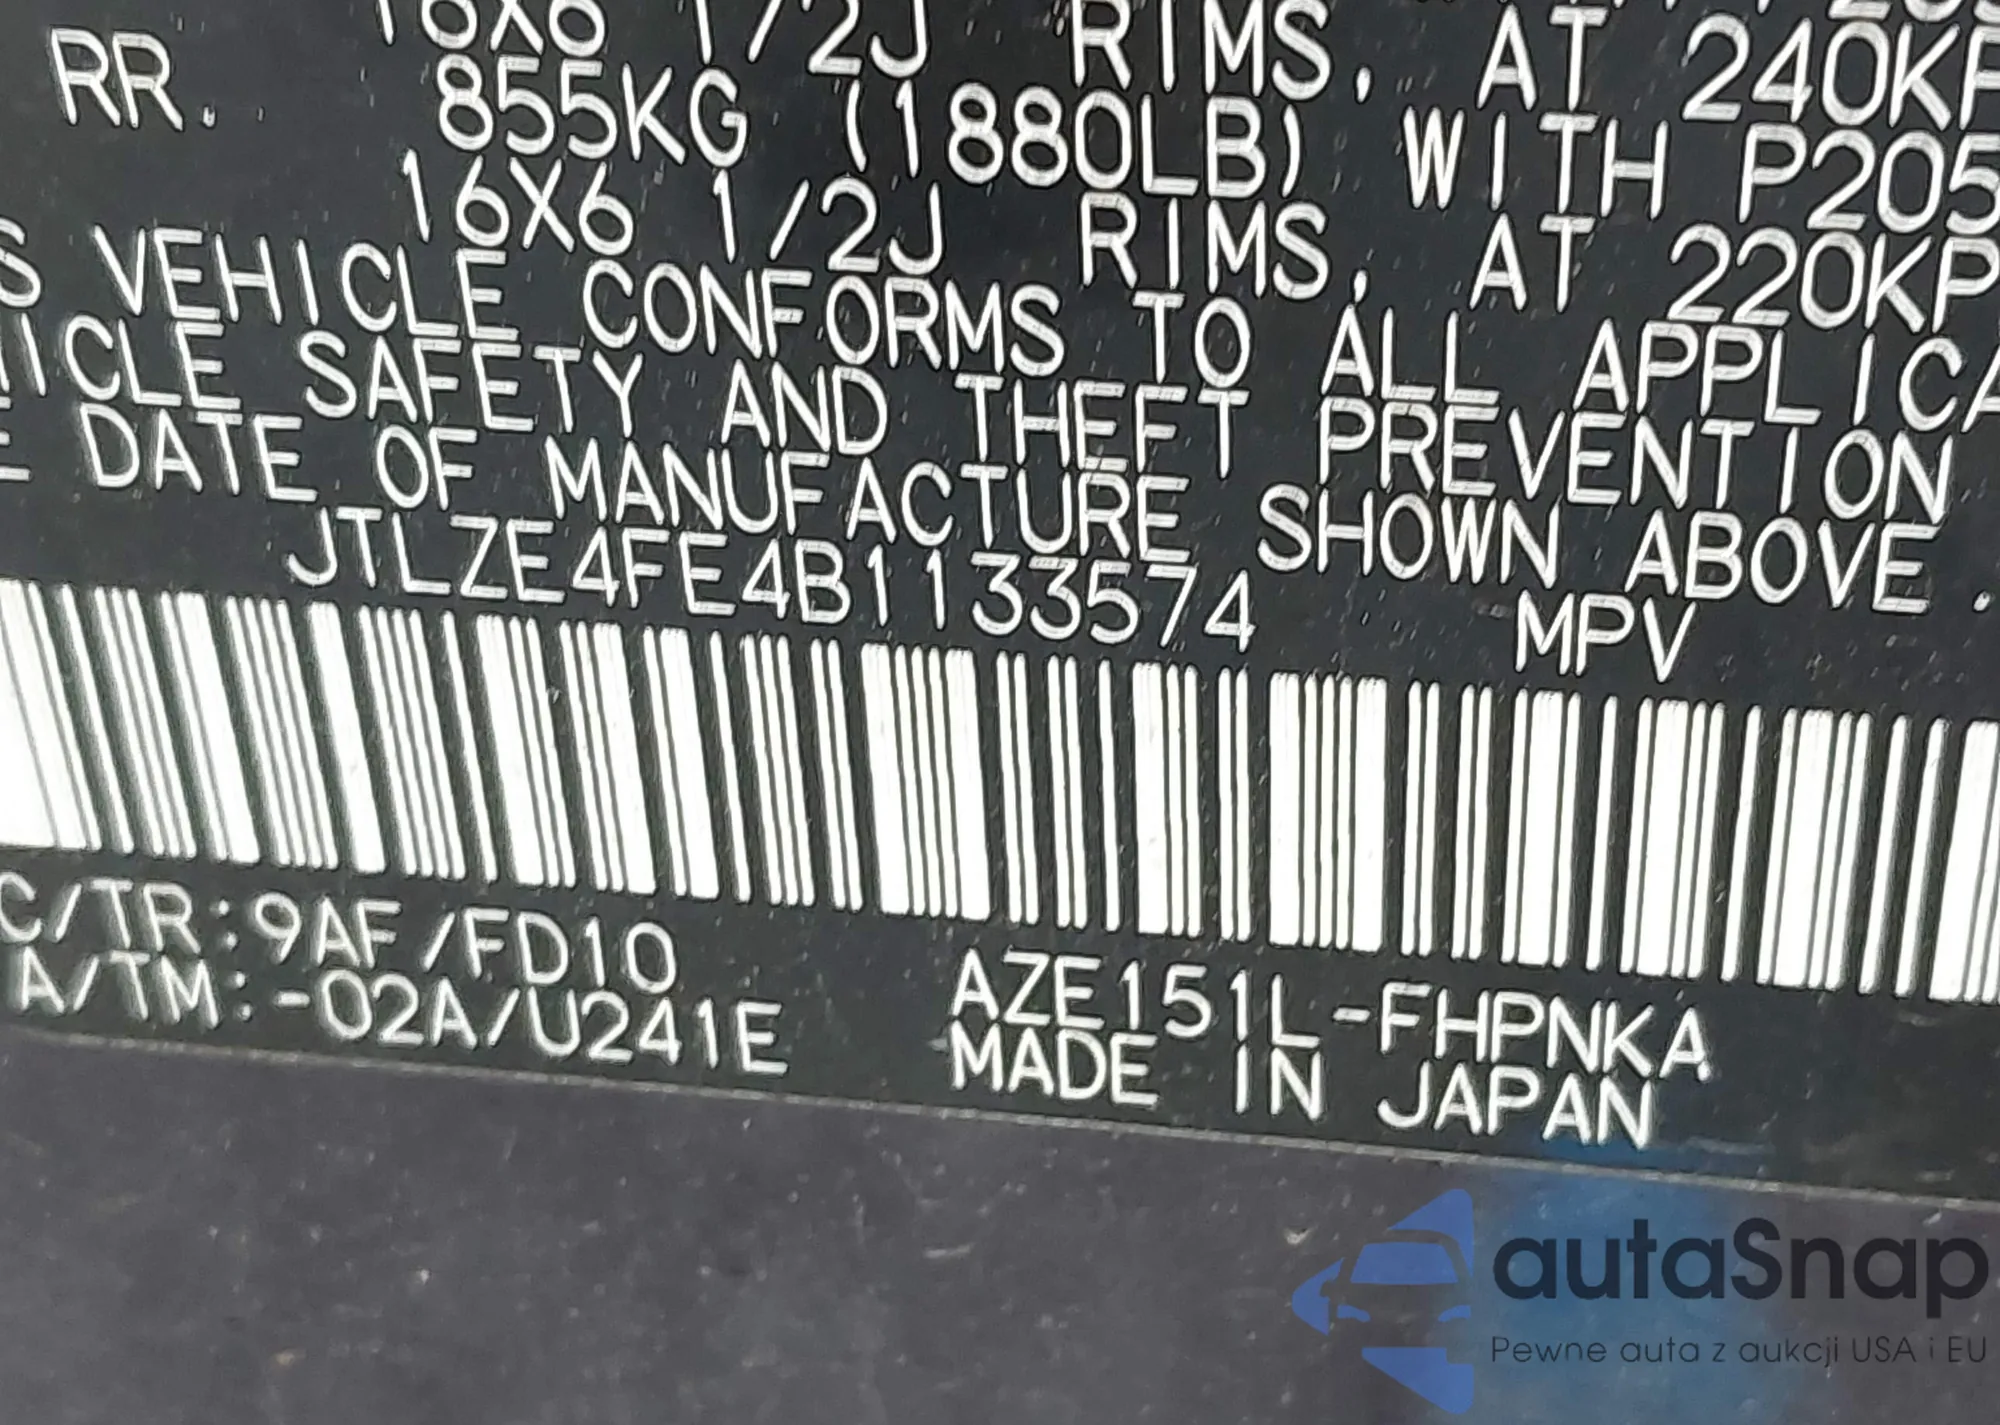 16X6 1/2J RIMS, AT 240KP
RR. 855KG (1880LB) WITH P205
16X6 1/2J RIMS, AT 220KP
S VEHICLE CONFORMS TO ALL APPLICA
ICLE SAFETY AND THEFT PREVENTION
E DATE OF MANUFACTURE SHOWN ABOVE.
JTLZE4FE4B1133574 MPV
C/TR:9AF/FD10 AZE151L-FHPNKA
A/TM:-02A/U241E MADE IN JAPAN
autaSnap
Pewne auta z aukcji USA i EU